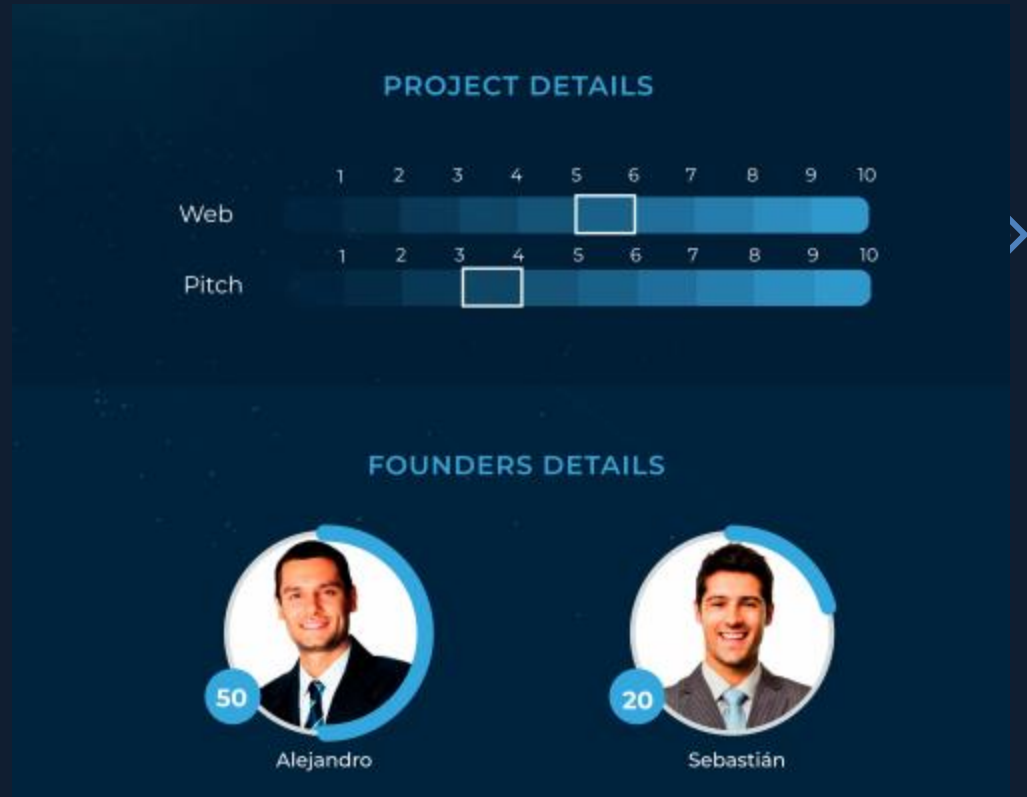 PROJECT DETAILS
1 2 3 4 5 6 7 8 9 10
Web
1 2 3 4 5 6 7 8 9 10
Pitch
FOUNDERS DETAILS
50 20
Alejandro Sebastián